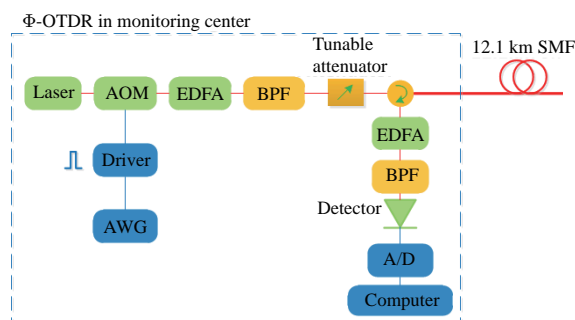 Φ-OTDR in monitoring center
Tunable
attenuator
12.1 km SMF
Laser
AOM
EDFA
BPF
EDFA
Driver
BPF
Detector
AWG
A/D
Computer